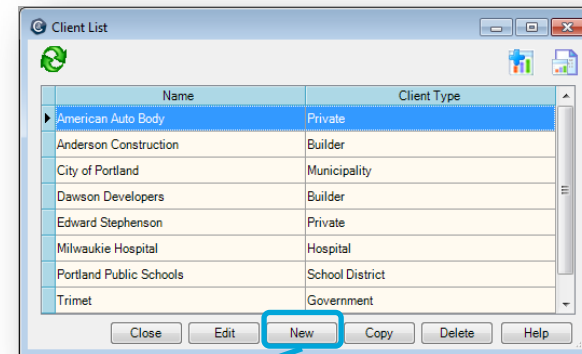 Client List
Name Client Type
American Auto Body Private
Anderson Construction Builder
City of Portland Municipality
Dawson Developers Builder
Edward Stephenson Private
Milwaukie Hospital Hospital
Portland Public Schools School District
Trimet Government
Close Edit New Copy Delete Help